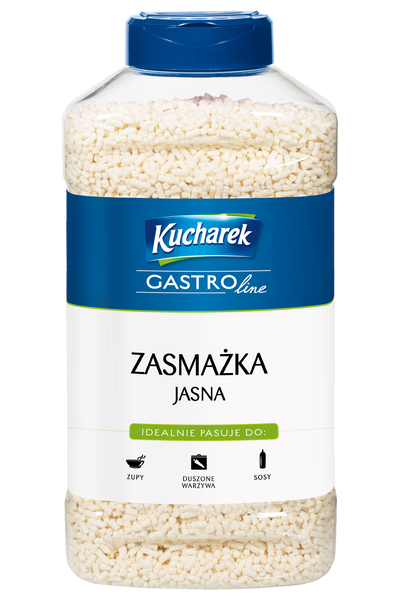 Kucharek
GASTRO line
ZASMAŻKA
JASNA
IDEALNIE PASUJE DO:
ZUPY
DUSZONE
WARZYWA
SOSY